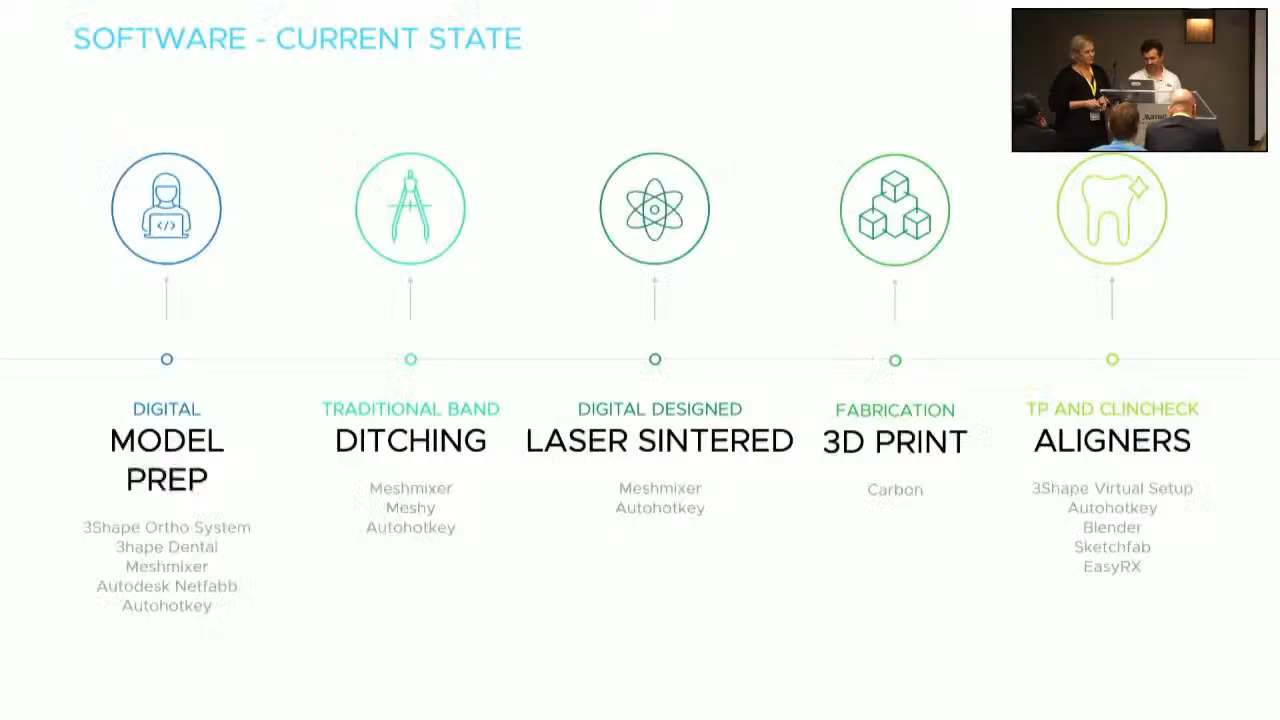 SOFTWARE - CURRENT STATE
DIGITAL
MODEL
PREP
3Shape Ortho System
3hape Dental
Meshmixer
Autodesk Netfabb
Autohotkey
TRADITIONAL BAND
DITCHING
Meshmixer
Meshy
Autohotkey
DIGITAL DESIGNED
LASER SINTERED
Meshmixer
Autohotkey
FABRICATION
3D PRINT
Carbon
TP AND CLINCHECK
ALIGNERS
3Shape Virtual Setup
Autohotkey
Blender
Sketchfab
EasyRX